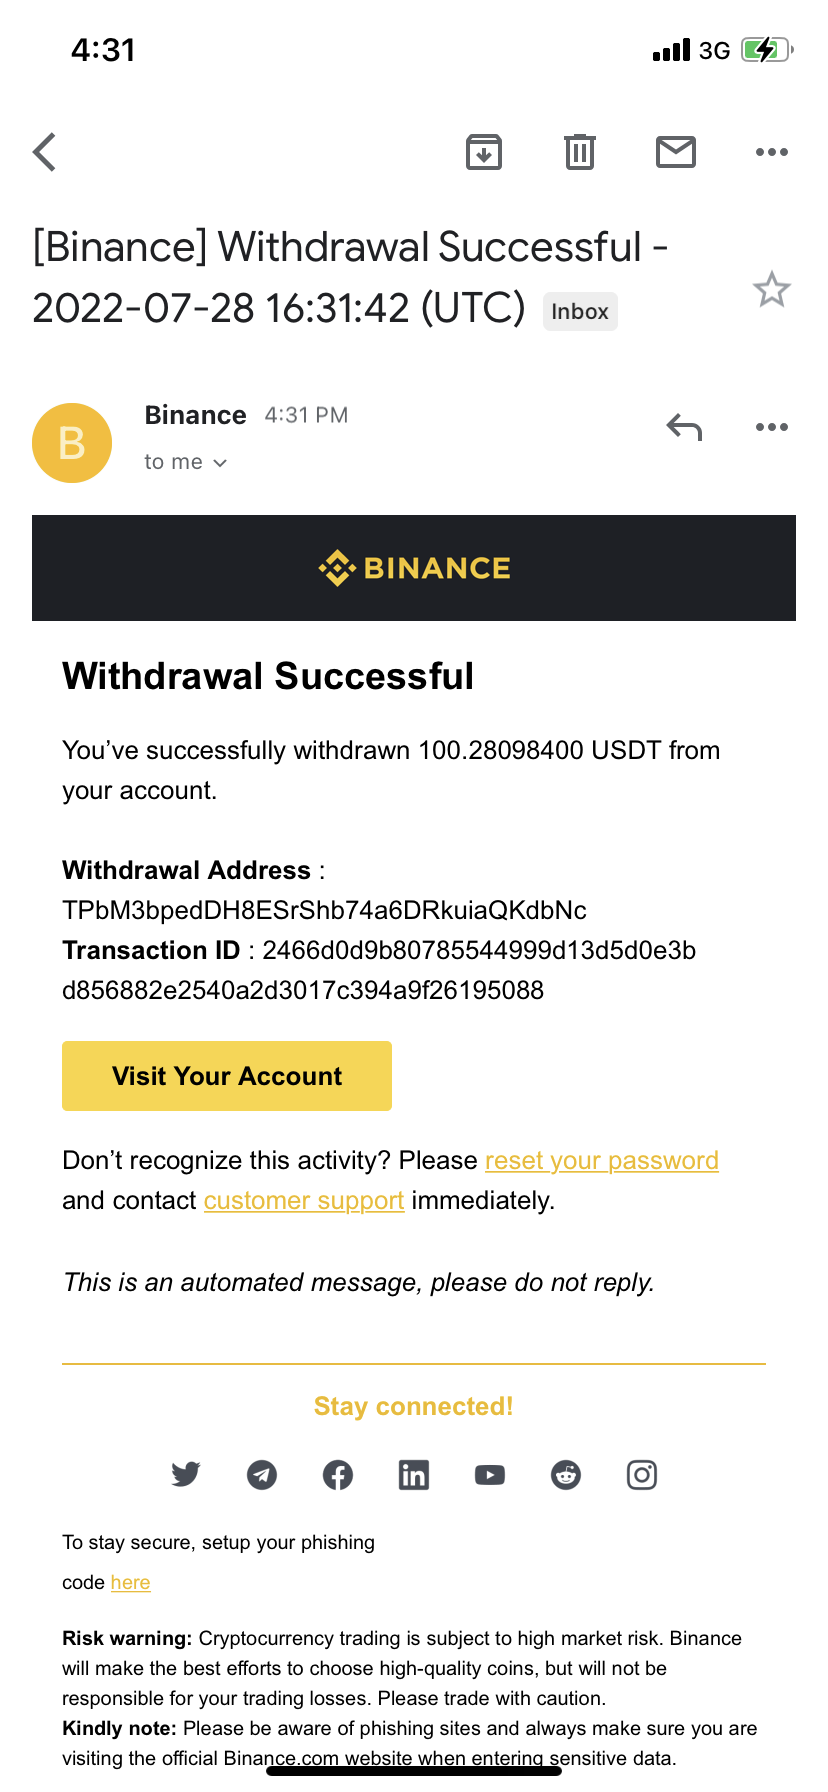 4:31
3G
[Binance] Withdrawal Successful -
2022-07-28 16:31:42 (UTC) Inbox
B
Binance 4:31 PM
to me
BINANCE
Withdrawal Successful
You’ve successfully withdrawn 100.28098400 USDT from
your account.
Withdrawal Address :
TPbM3bpedDH8ESrShb74a6DRkuiaQKdbNc
Transaction ID : 2466d0d9b80785544999d13d5d0e3b
d856882e2540a2d3017c394a9f26195088
Visit Your Account
Don’t recognize this activity? Please reset your password
and contact customer support immediately.
This is an automated message, please do not reply.
Stay connected!
To stay secure, setup your phishing
code here
Risk warning: Cryptocurrency trading is subject to high market risk. Binance
will make the best efforts to choose high-quality coins, but will not be
responsible for your trading losses. Please trade with caution.
Kindly note: Please be aware of phishing sites and always make sure you are
visiting the official Binance.com website when entering sensitive data.